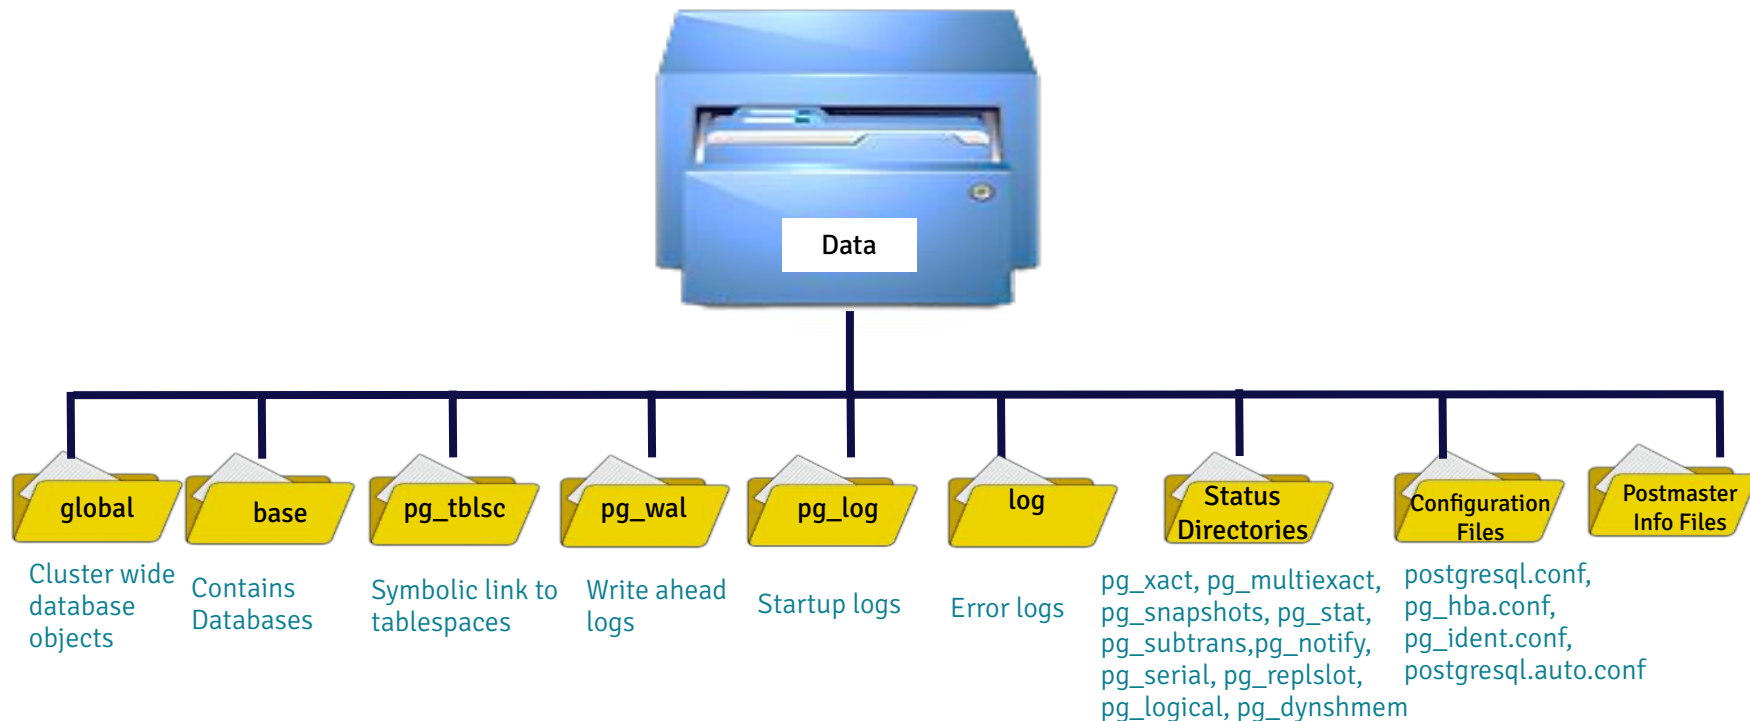 Data
global
Cluster wide
database
objects
base
Contains
Databases
pg_tblsc
Symbolic link to
tablespaces
pg_wal
Write ahead
logs
pg_log
Startup logs
log
Error logs
Status
Directories
pg_xact, pg_multiexact,
pg_snapshots, pg_stat,
pg_subtrans,pg_notify,
pg_serial, pg_replslot,
pg_logical, pg_dynshmem
Configuration
Files
postgresql.conf,
pg_hba.conf,
pg_ident.conf,
postgresql.auto.conf
Postmaster
Info Files